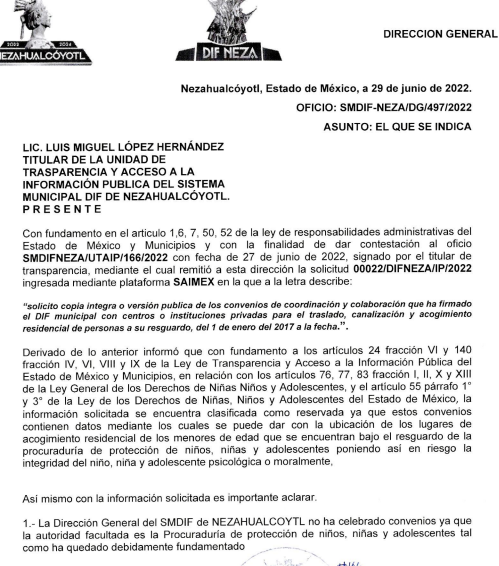 2022 2024
NEZAHUALCÓYOTL
DIF NEZA
DIRECCION GENERAL
Nezahualcóyotl, Estado de México, a 29 de junio de 2022.
OFICIO: SMDIF-NEZA/DG/497/2022
ASUNTO: EL QUE SE INDICA
LIC. LUIS MIGUEL LÓPEZ HERNÁNDEZ
TITULAR DE LA UNIDAD DE
TRASPARENCIA Y ACCESO A LA
INFORMACIÓN PUBLICA DEL SISTEMA
MUNICIPAL DIF DE NEZAHUALCÓYOTL.
P R E S E N T E
Con fundamento en el articulo 1,6, 7, 50, 52 de la ley de responsabilidades administrativas del
Estado de México y Municipios y con la finalidad de dar contestación al oficio
SMDIFNEZA/UTAIP/166/2022 con fecha de 27 de junio de 2022, signado por el titular de
transparencia, mediante el cual remitió a esta dirección la solicitud 00022/DIFNEZA/IP/2022
ingresada mediante plataforma SAIMEX en la que a la letra describe:
“solicito copia integra o versión publica de los convenios de coordinación y colaboración que ha firmado
el DIF municipal con centros o instituciones privadas para el traslado, canalización y acogimiento
residencial de personas a su resguardo, del 1 de enero del 2017 a la fecha.”.
Derivado de lo anterior informó que con fundamento a los artículos 24 fracción VI y 140
fracción IV, VI, VIII y IX de la Ley de Transparencia y Acceso a la Información Pública del
Estado de México y Municipios, en relación con los artículos 76, 77, 83 fracción I, II, X y XIII
de la Ley General de los Derechos de Niñas Niños y Adolescentes, y el artículo 55 párrafo 1°
y 3° de la Ley de los Derechos de Niñas, Niños y Adolescentes del Estado de México, la
información solicitada se encuentra clasificada como reservada ya que estos convenios
contienen datos mediante los cuales se puede dar con la ubicación de los lugares de
acogimiento residencial de los menores de edad que se encuentran bajo el resguardo de la
procuraduría de protección de niños, niñas y adolescentes poniendo así en riesgo la
integridad del niño, niña y adolescente psicológica o moralmente,
Así mismo con la información solicitada es importante aclarar.
1.- La Dirección General del SMDIF de NEZAHUALCOYTL no ha celebrado convenios ya que
la autoridad facultada es la Procuraduría de protección de niños, niñas y adolescentes tal
como ha quedado debidamente fundamentado